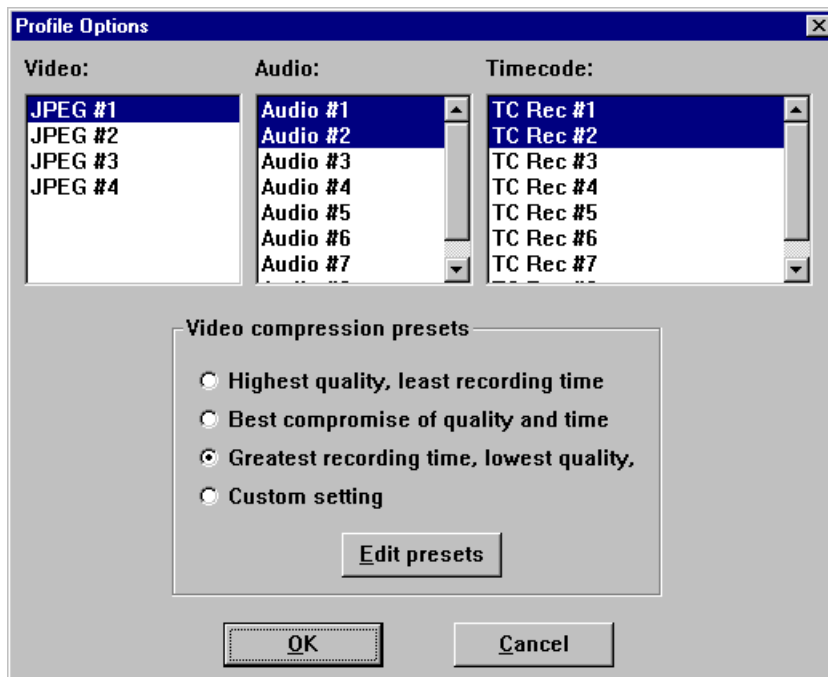 Profile Options
Video:
JPEG #1
JPEG #2
JPEG #3
JPEG #4
Audio:
Audio #1
Audio #2
Audio #3
Audio #4
Audio #5
Audio #6
Audio #7
Timecode:
TC Rec #1
TC Rec #2
TC Rec #3
TC Rec #4
TC Rec #5
TC Rec #6
TC Rec #7
Video compression presets
Highest quality, least recording time
Best compromise of quality and time
Greatest recording time, lowest quality,
Custom setting
Edit presets
OK
Cancel